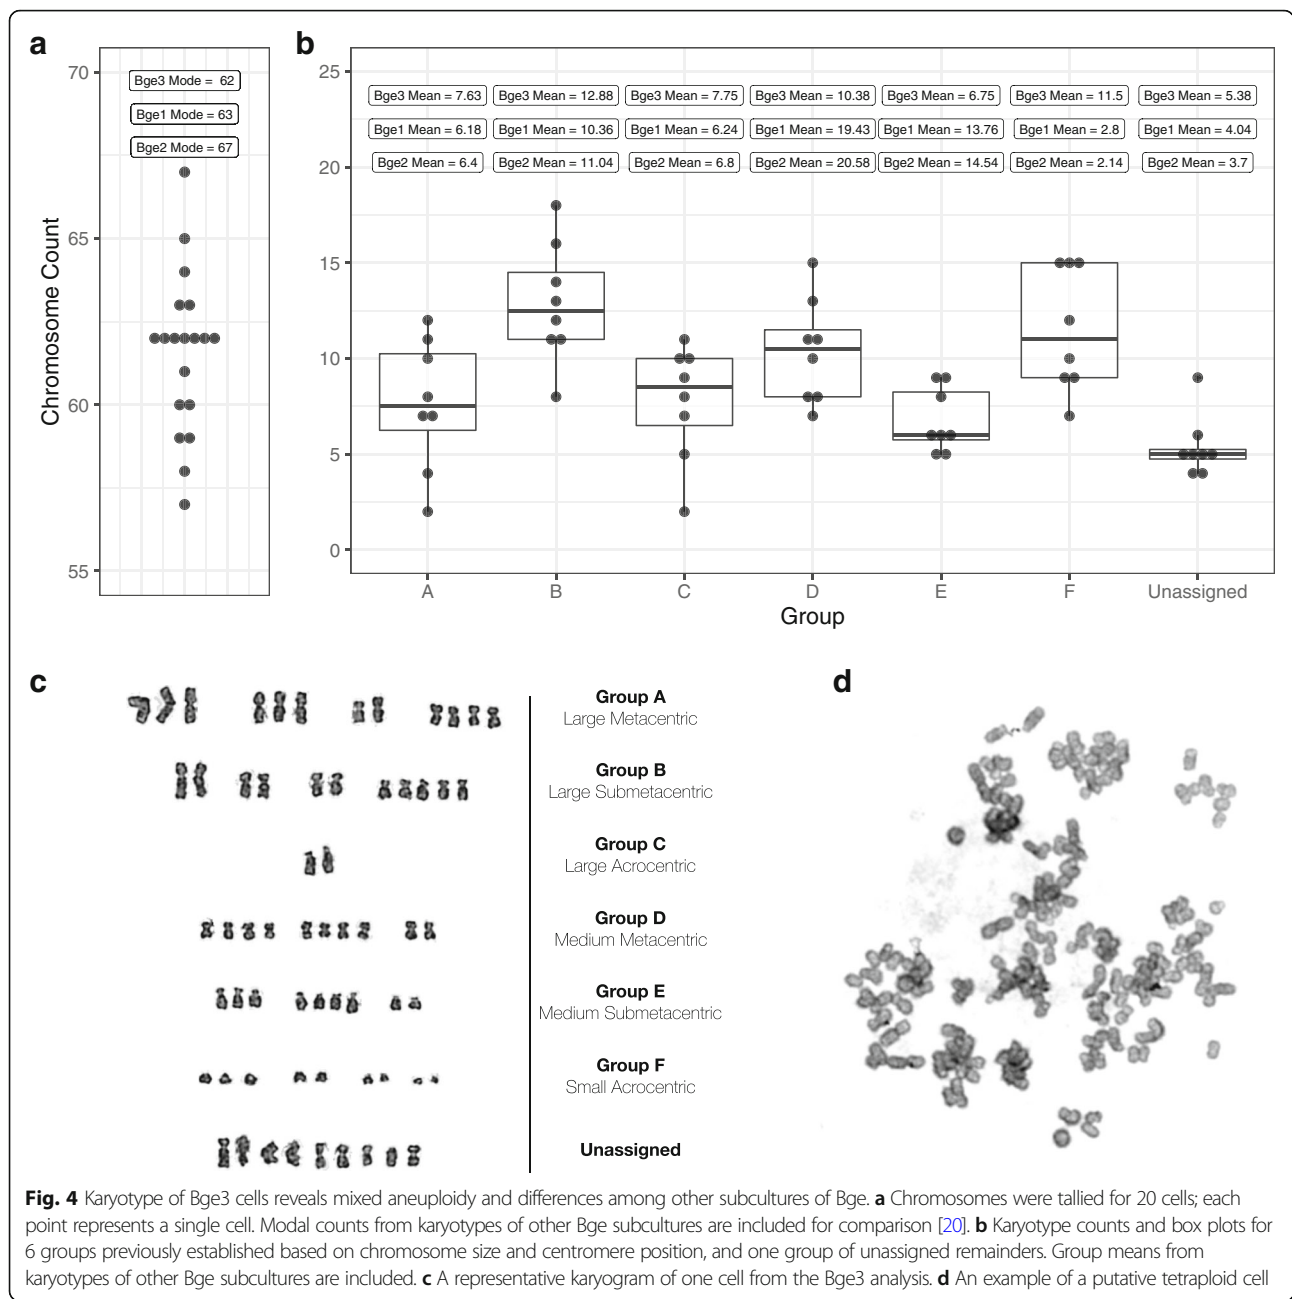 a
70
65
60
55
Chromosome Count
Bge3 Mode = 62
Bge1 Mode = 63
Bge2 Mode = 67
b
25
20
15
10
5
0
Bge3 Mean = 7.63
Bge3 Mean = 12.88
Bge3 Mean = 7.75
Bge3 Mean = 10.38
Bge3 Mean = 6.75
Bge3 Mean = 11.5
Bge3 Mean = 5.38
Bge1 Mean = 6.18
Bge1 Mean = 10.36
Bge1 Mean = 6.24
Bge1 Mean = 19.43
Bge1 Mean = 13.76
Bge1 Mean = 2.8
Bge1 Mean = 4.04
Bge2 Mean = 6.4
Bge2 Mean = 11.04
Bge2 Mean = 6.8
Bge2 Mean = 20.58
Bge2 Mean = 14.54
Bge2 Mean = 2.14
Bge2 Mean = 3.7
A
B
C
D
E
F
Unassigned
Group
c
Group A
Large Metacentric
Group B
Large Submetacentric
Group C
Large Acrocentric
Group D
Medium Metacentric
Group E
Medium Submetacentric
Group F
Small Acrocentric
Unassigned
d
Fig. 4 Karyotype of Bge3 cells reveals mixed aneuploidy and differences among other subcultures of Bge. a Chromosomes were tallied for 20 cells; each
point represents a single cell. Modal counts from karyotypes of other Bge subcultures are included for comparison [20]. b Karyotype counts and box plots for
6 groups previously established based on chromosome size and centromere position, and one group of unassigned remainders. Group means from
karyotypes of other Bge subcultures are included. c A representative karyogram of one cell from the Bge3 analysis. d An example of a putative tetraploid cell